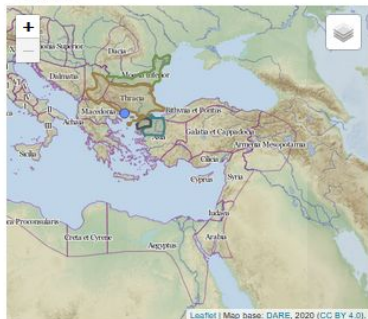 +
−
Dacia
Dalmatia
Moesia Inferior
Thracia
Macedonia
Bithynia et Pontus
Galatia et Cappadocia
Armenia Mesopotamia
Achaia
Sicilia
Cilicia
Syria
Cyprus
Iudaea
Creta et Cyrene
Aegyptus
Arabia
Leaflet | Map base: DARE, 2020 (CC BY 4.0).